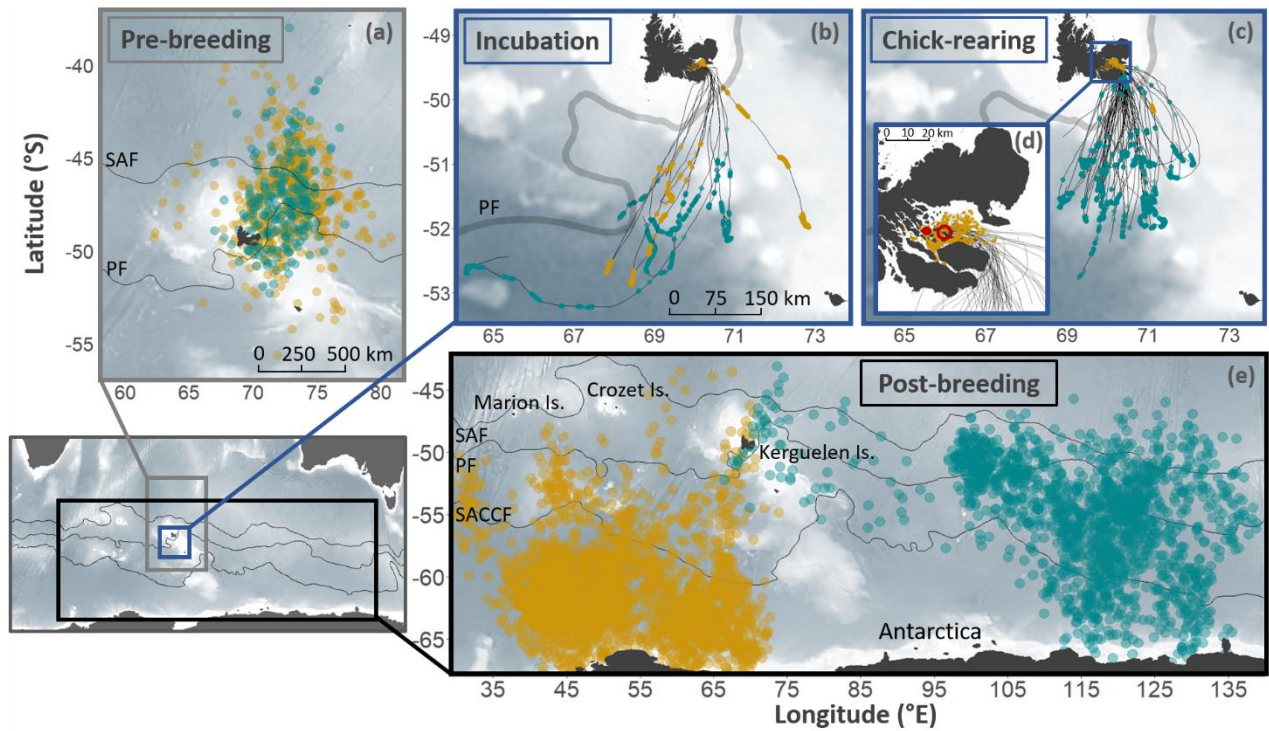 Pre-breeding
(a)
-40
-45
-50
-55
Latitude (°S)
SAF
PF
0 250 500 km
60 65 70 75 80
Incubation
(b)
-49
-50
-51
-52
-53
PF
0 75 150 km
65 67 69 71 73
Chick-rearing
(c)
0 10 20 km
(d)
65 67 69 71 73
Post-breeding
(e)
-45
-50
-55
-60
-65
Marion Is.
Crozet Is.
SAF
PF
Kerguelen Is.
SACCF
Antarctica
35 45 55 65 75 85 95 105 115 125 135
Longitude (°E)